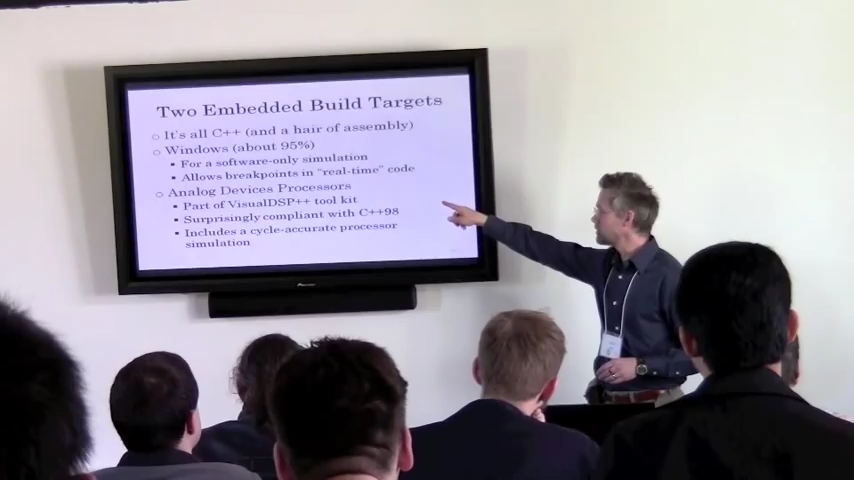 Two Embedded Build Targets
It's all C++ (and a hair of assembly)
Windows (about 95%)
For a software-only simulation
Allows breakpoints in "real-time" code
Analog Devices Processors
Part of VisualDSP++ tool kit
Surprisingly compliant with C++98
Includes a cycle-accurate processor
simulation